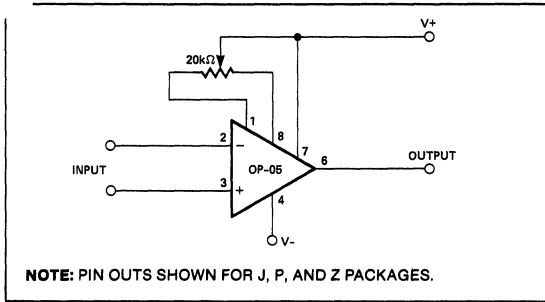 V+
20kΩ
1
8
7
2
−
OP-05
6
OUTPUT
INPUT
3
+
4
V-
NOTE: PIN OUTS SHOWN FOR J, P, AND Z PACKAGES.